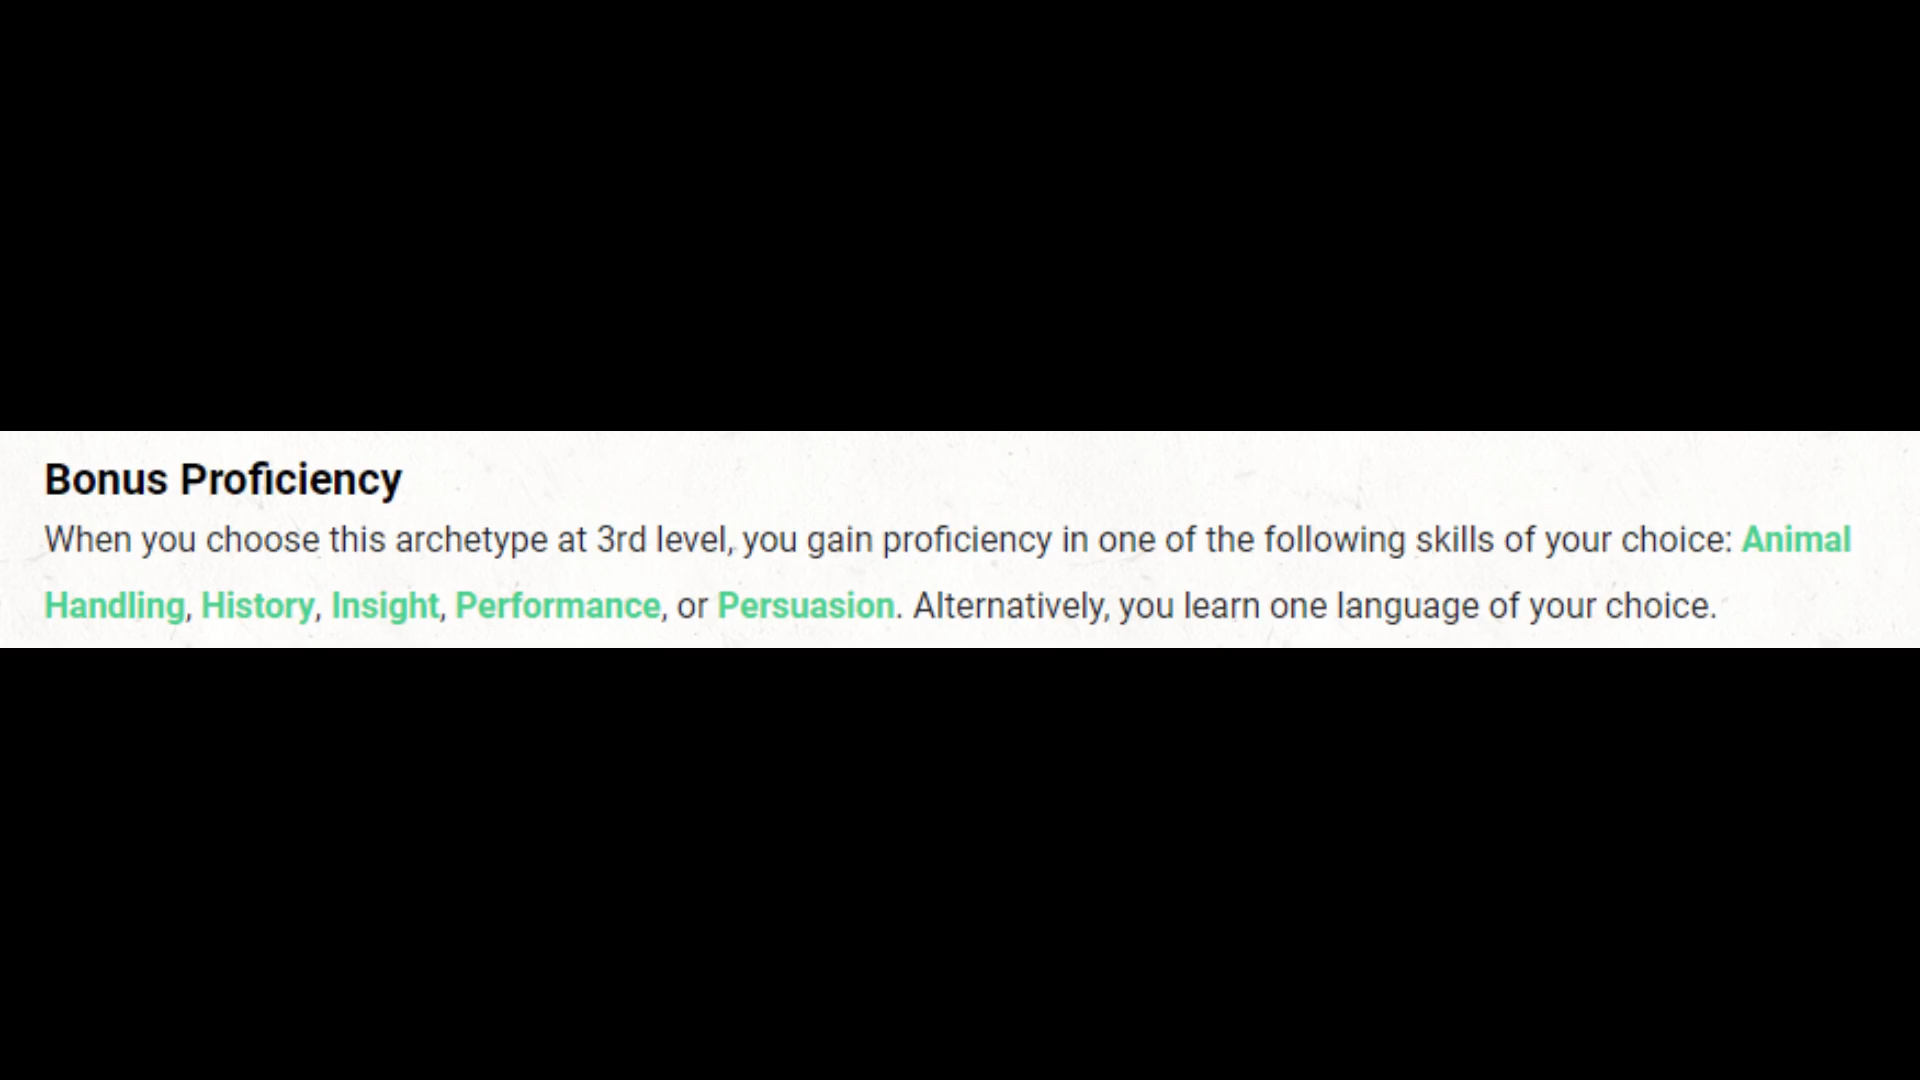 Bonus Proficiency
When you choose this archetype at 3rd level, you gain proficiency in one of the following skills of your choice: Animal
Handling, History, Insight, Performance, or Persuasion. Alternatively, you learn one language of your choice.